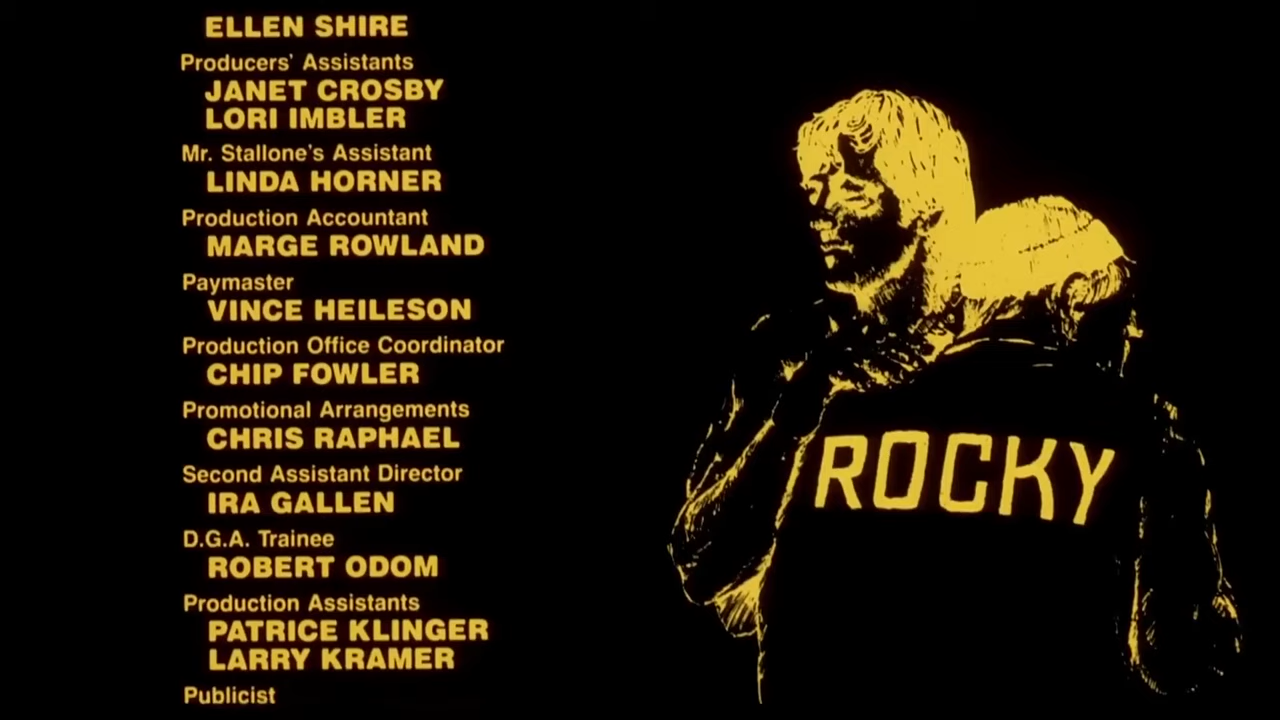 ELLEN SHIRE
Producers' Assistants
JANET CROSBY
LORI IMBLER
Mr. Stallone's Assistant
LINDA HORNER
Production Accountant
MARGE ROWLAND
Paymaster
VINCE HEILESON
Production Office Coordinator
CHIP FOWLER
Promotional Arrangements
CHRIS RAPHAEL
Second Assistant Director
IRA GALLEN
D.G.A. Trainee
ROBERT ODOM
Production Assistants
PATRICE KLINGER
LARRY KRAMER
Publicist
ROCKY